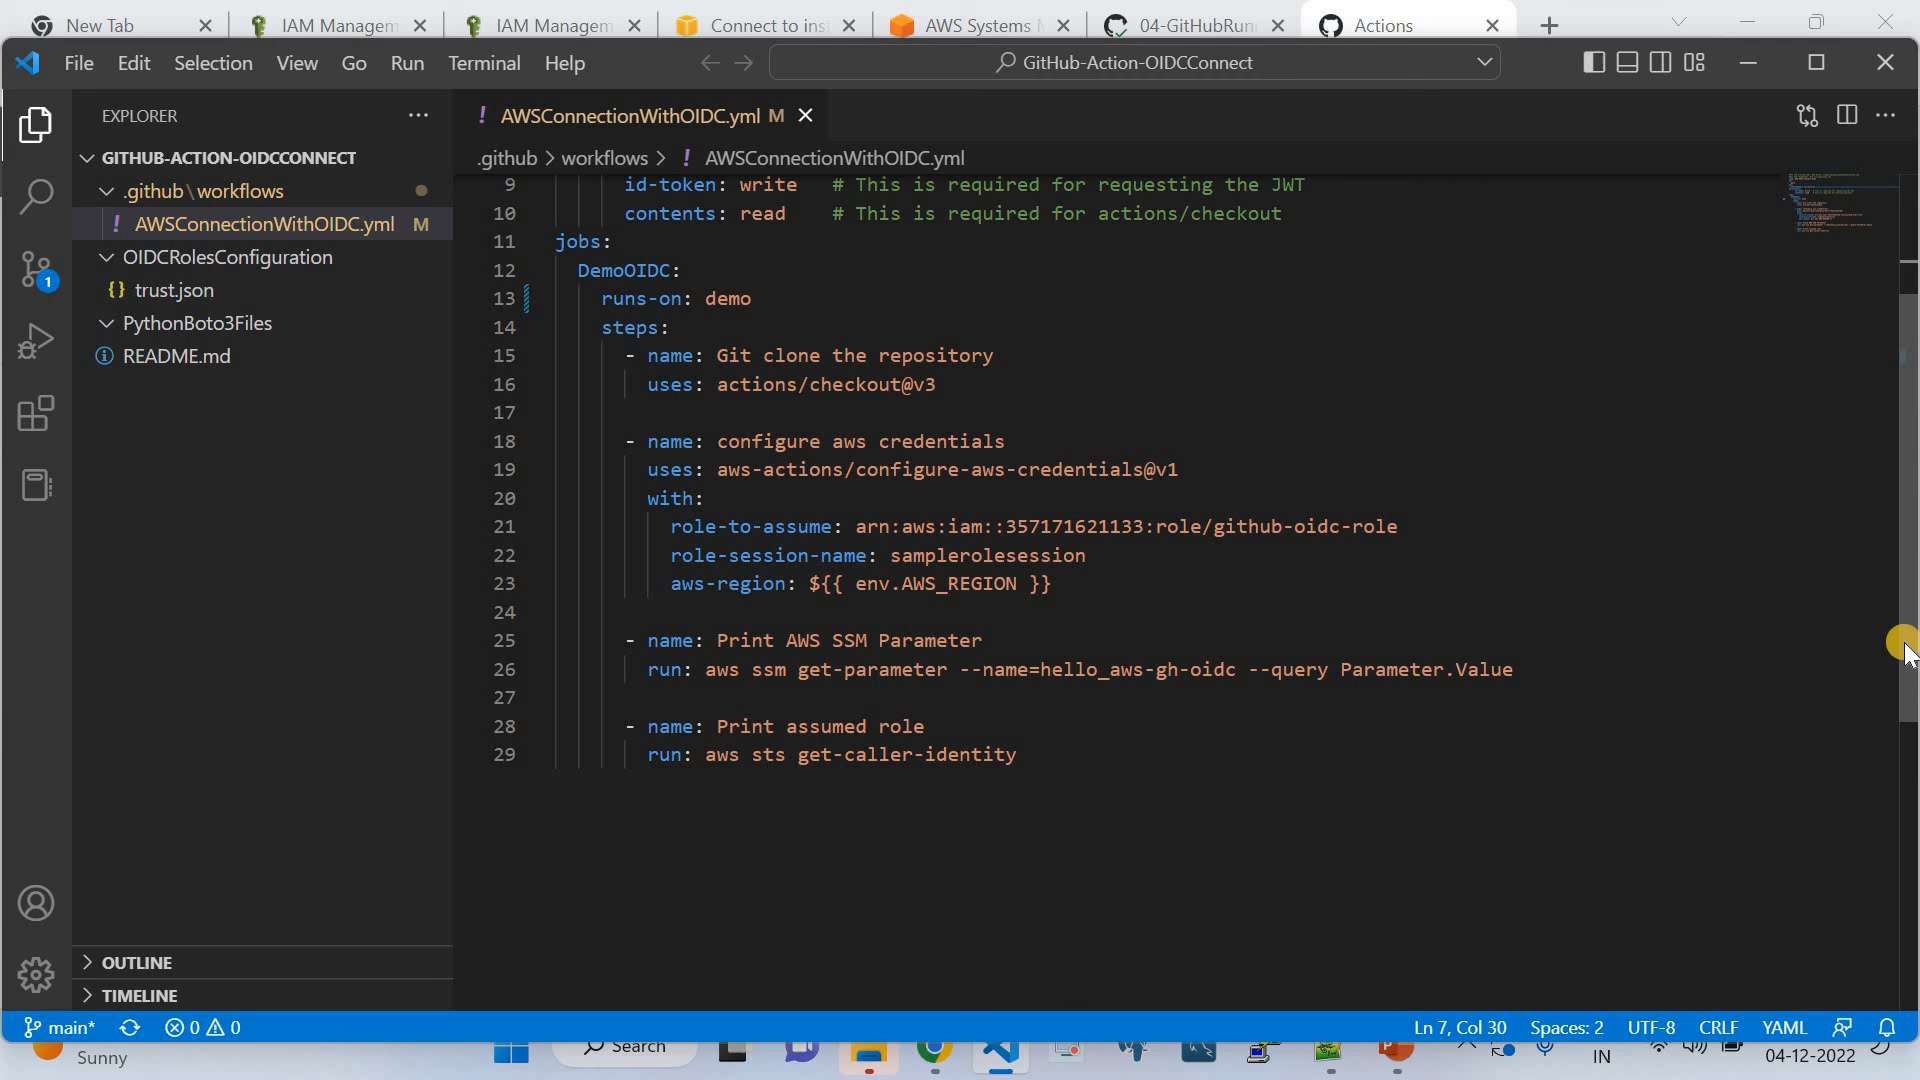 New Tab
IAM Managem
IAM Managem
Connect to ins
AWS Systems
04-GitHubRun
Actions
File Edit Selection View Go Run Terminal Help
GitHub-Action-OIDCConnect
EXPLORER
AWSConnectionWithOIDC.yml M
GITHUB-ACTION-OIDCCONNECT
.github > workflows > ! AWSConnectionWithOIDC.yml
.github\workflows
! AWSConnectionWithOIDC.yml M
OIDCRolesConfiguration
{} trust.json
PythonBoto3Files
README.md
1
9 id-token: write # This is required for requesting the JWT
10 contents: read # This is required for actions/checkout
11 jobs:
12 DemoOIDC:
13 runs-on: demo
14 steps:
15 - name: Git clone the repository
16 uses: actions/checkout@v3
17
18 - name: configure aws credentials
19 uses: aws-actions/configure-aws-credentials@v1
20 with:
21 role-to-assume: arn:aws:iam::357171621133:role/github-oidc-role
22 role-session-name: samplerolesession
23 aws-region: ${{ env.AWS_REGION }}
24
25 - name: Print AWS SSM Parameter
26 run: aws ssm get-parameter --name=hello_aws-gh-oidc --query Parameter.Value
27
28 - name: Print assumed role
29 run: aws sts get-caller-identity
OUTLINE
TIMELINE
main* 0 0
Ln 7, Col 30 Spaces: 2 UTF-8 CRLF YAML
Sunny
Search
IN
04-12-2022